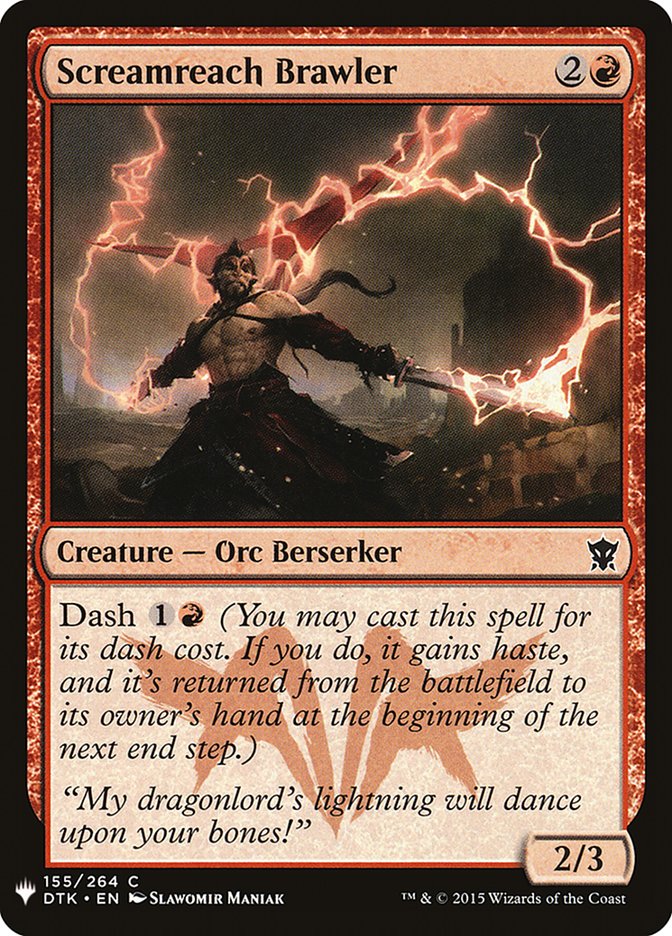 Screamreach Brawler 2
Creature — Orc Berserker
Dash 1 (You may cast this spell for
its dash cost. If you do, it gains haste,
and it's returned from the battlefield to
its owner's hand at the beginning of the
next end step.)
“My dragonlord's lightning will dance
upon your bones!”
2/3
155/264 C
DTK • EN Slawomir Maniak
™ & © 2015 Wizards of the Coast